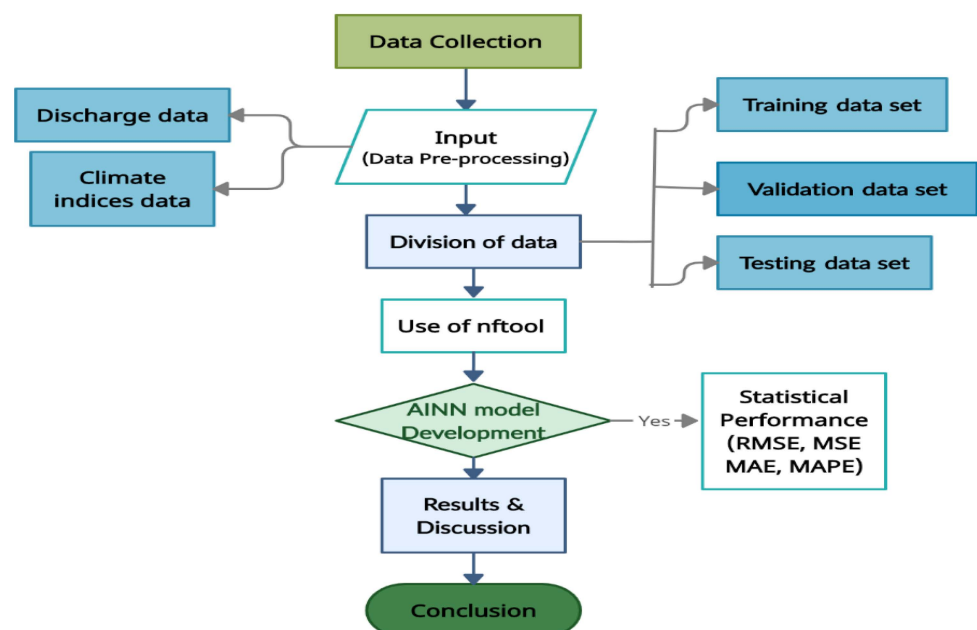 Data Collection
Discharge data
Climate
indices data
Input
(Data Pre-processing)
Training data set
Validation data set
Testing data set
Division of data
Use of nftool
AINN model
Development
Yes
Statistical
Performance
(RMSE, MSE
MAE, MAPE)
Results &
Discussion
Conclusion